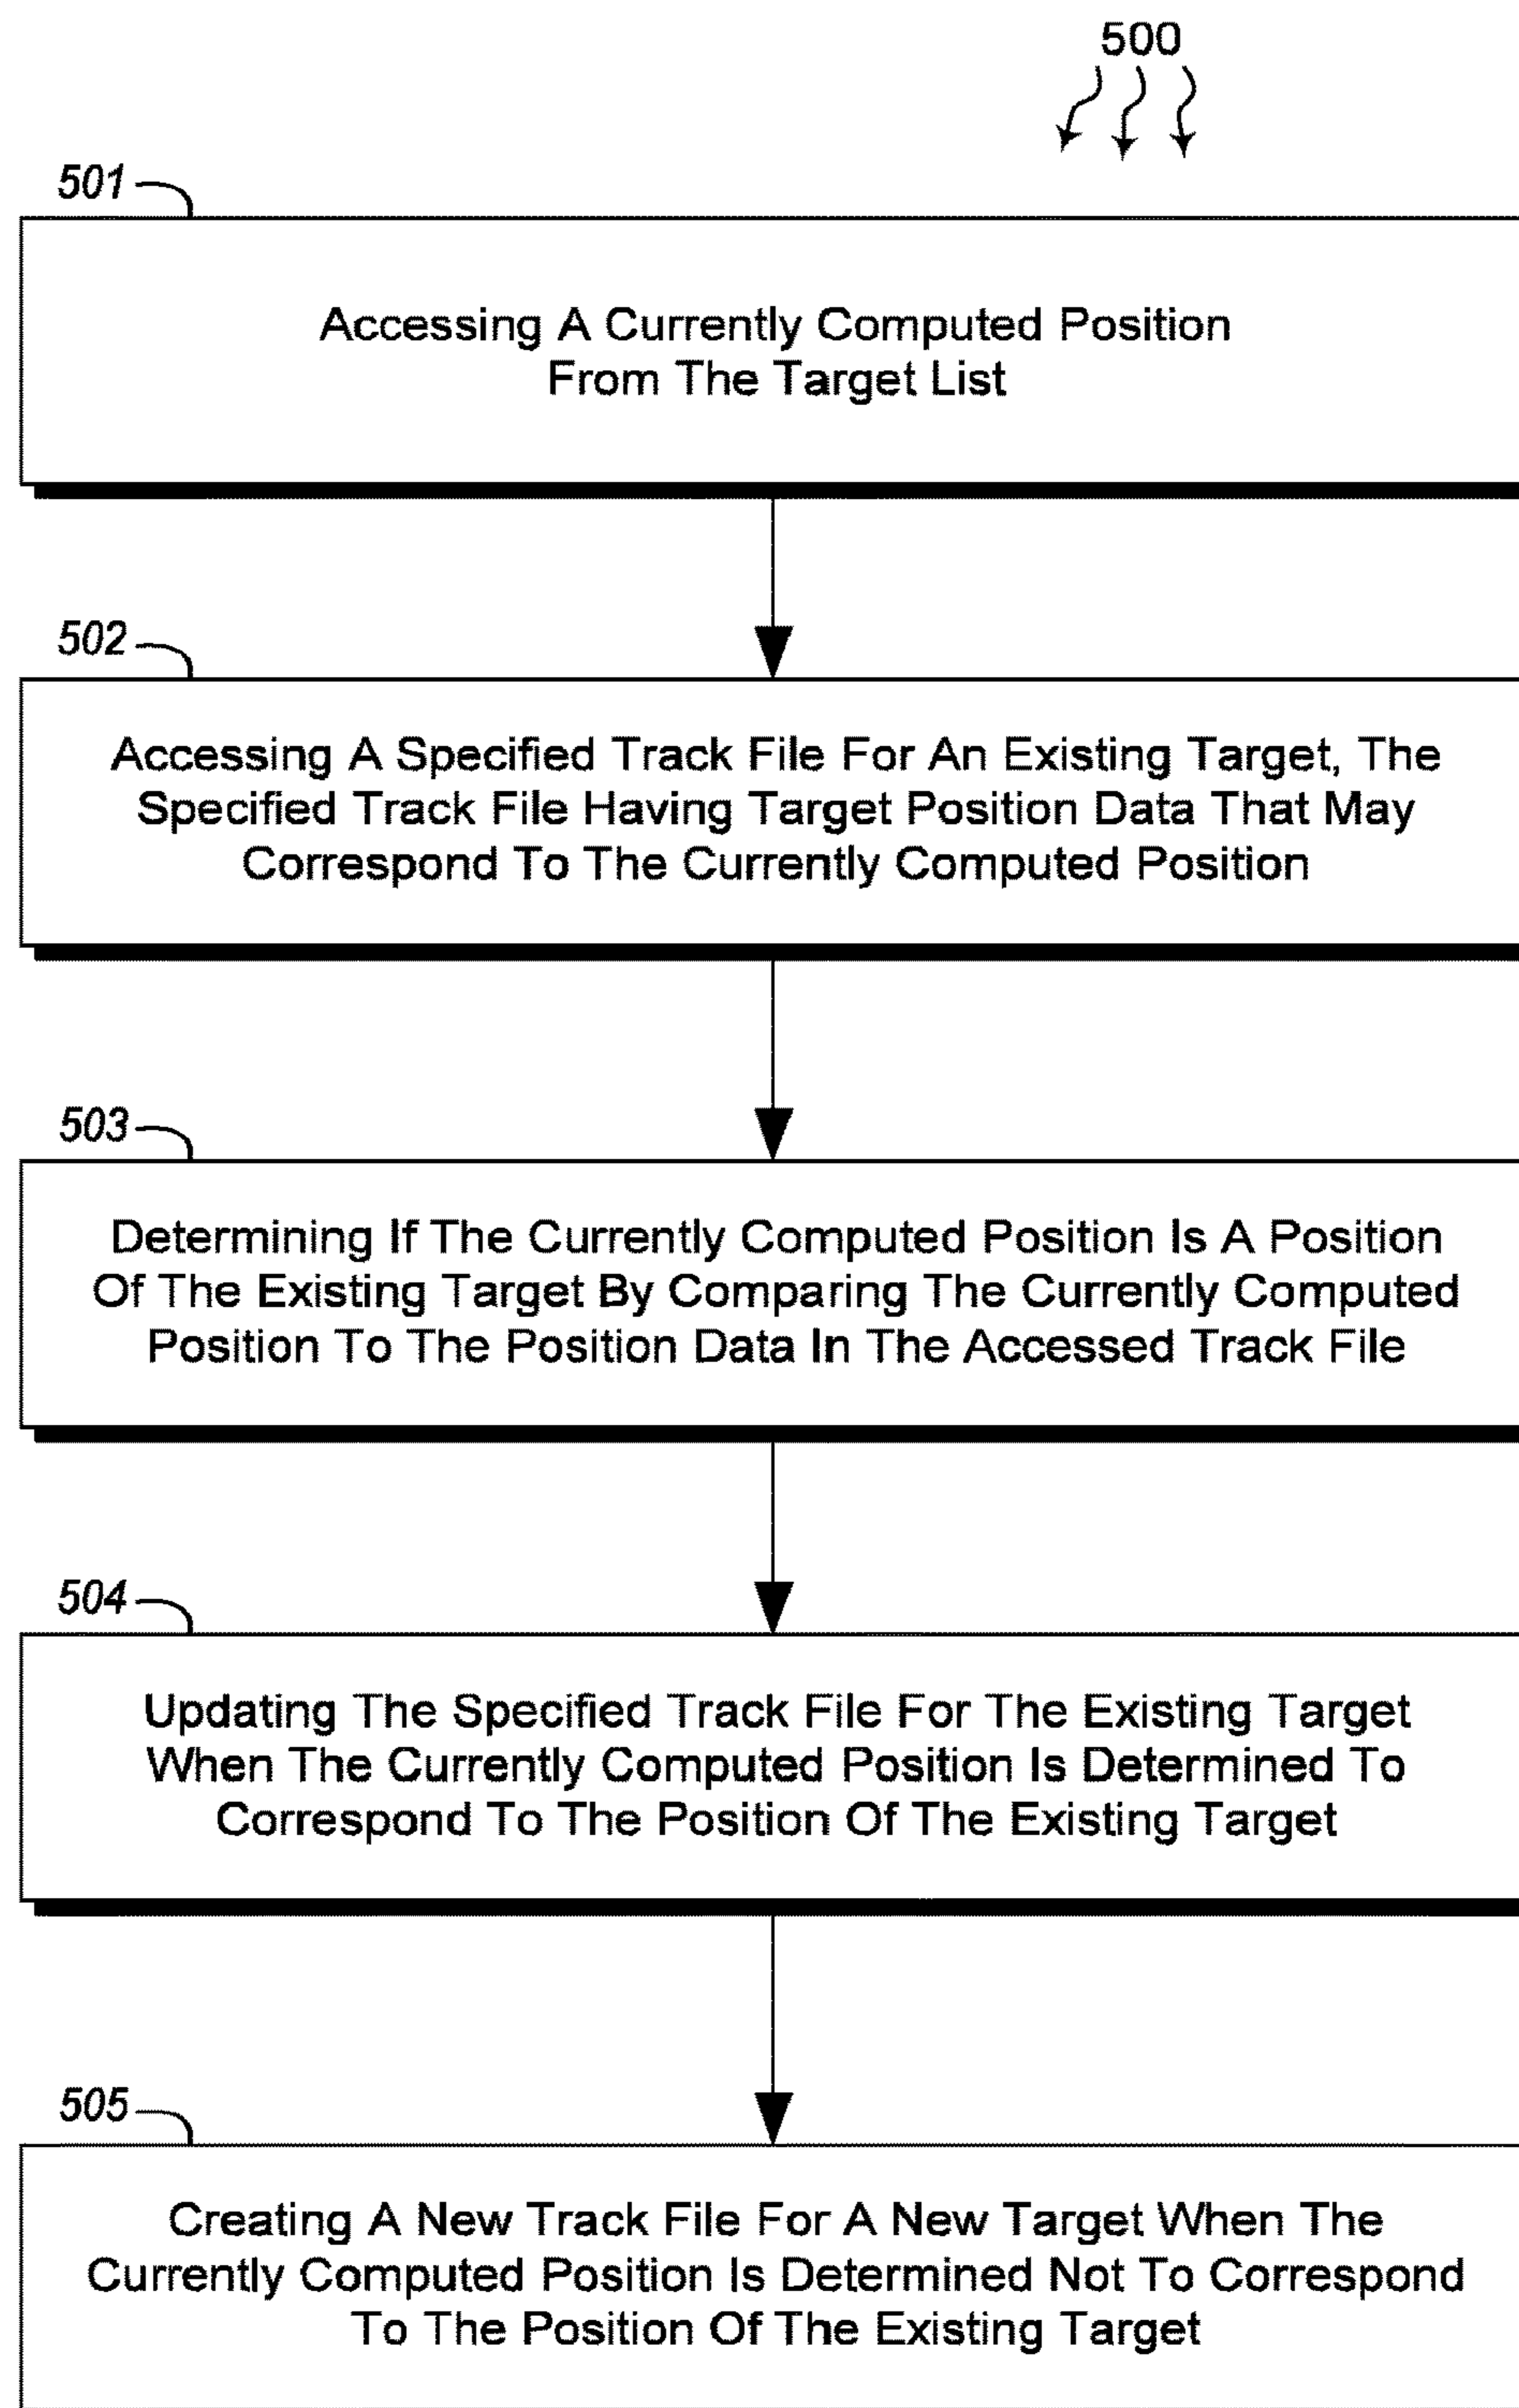 500
501
Accessing A Currently Computed Position
From The Target List
502
Accessing A Specified Track File For An Existing Target, The
Specified Track File Having Target Position Data That May
Correspond To The Currently Computed Position
503
Determining If The Currently Computed Position Is A Position
Of The Existing Target By Comparing The Currently Computed
Position To The Position Data In The Accessed Track File
504
Updating The Specified Track File For The Existing Target
When The Currently Computed Position Is Determined To
Correspond To The Position Of The Existing Target
505
Creating A New Track File For A New Target When The
Currently Computed Position Is Determined Not To Correspond
To The Position Of The Existing Target